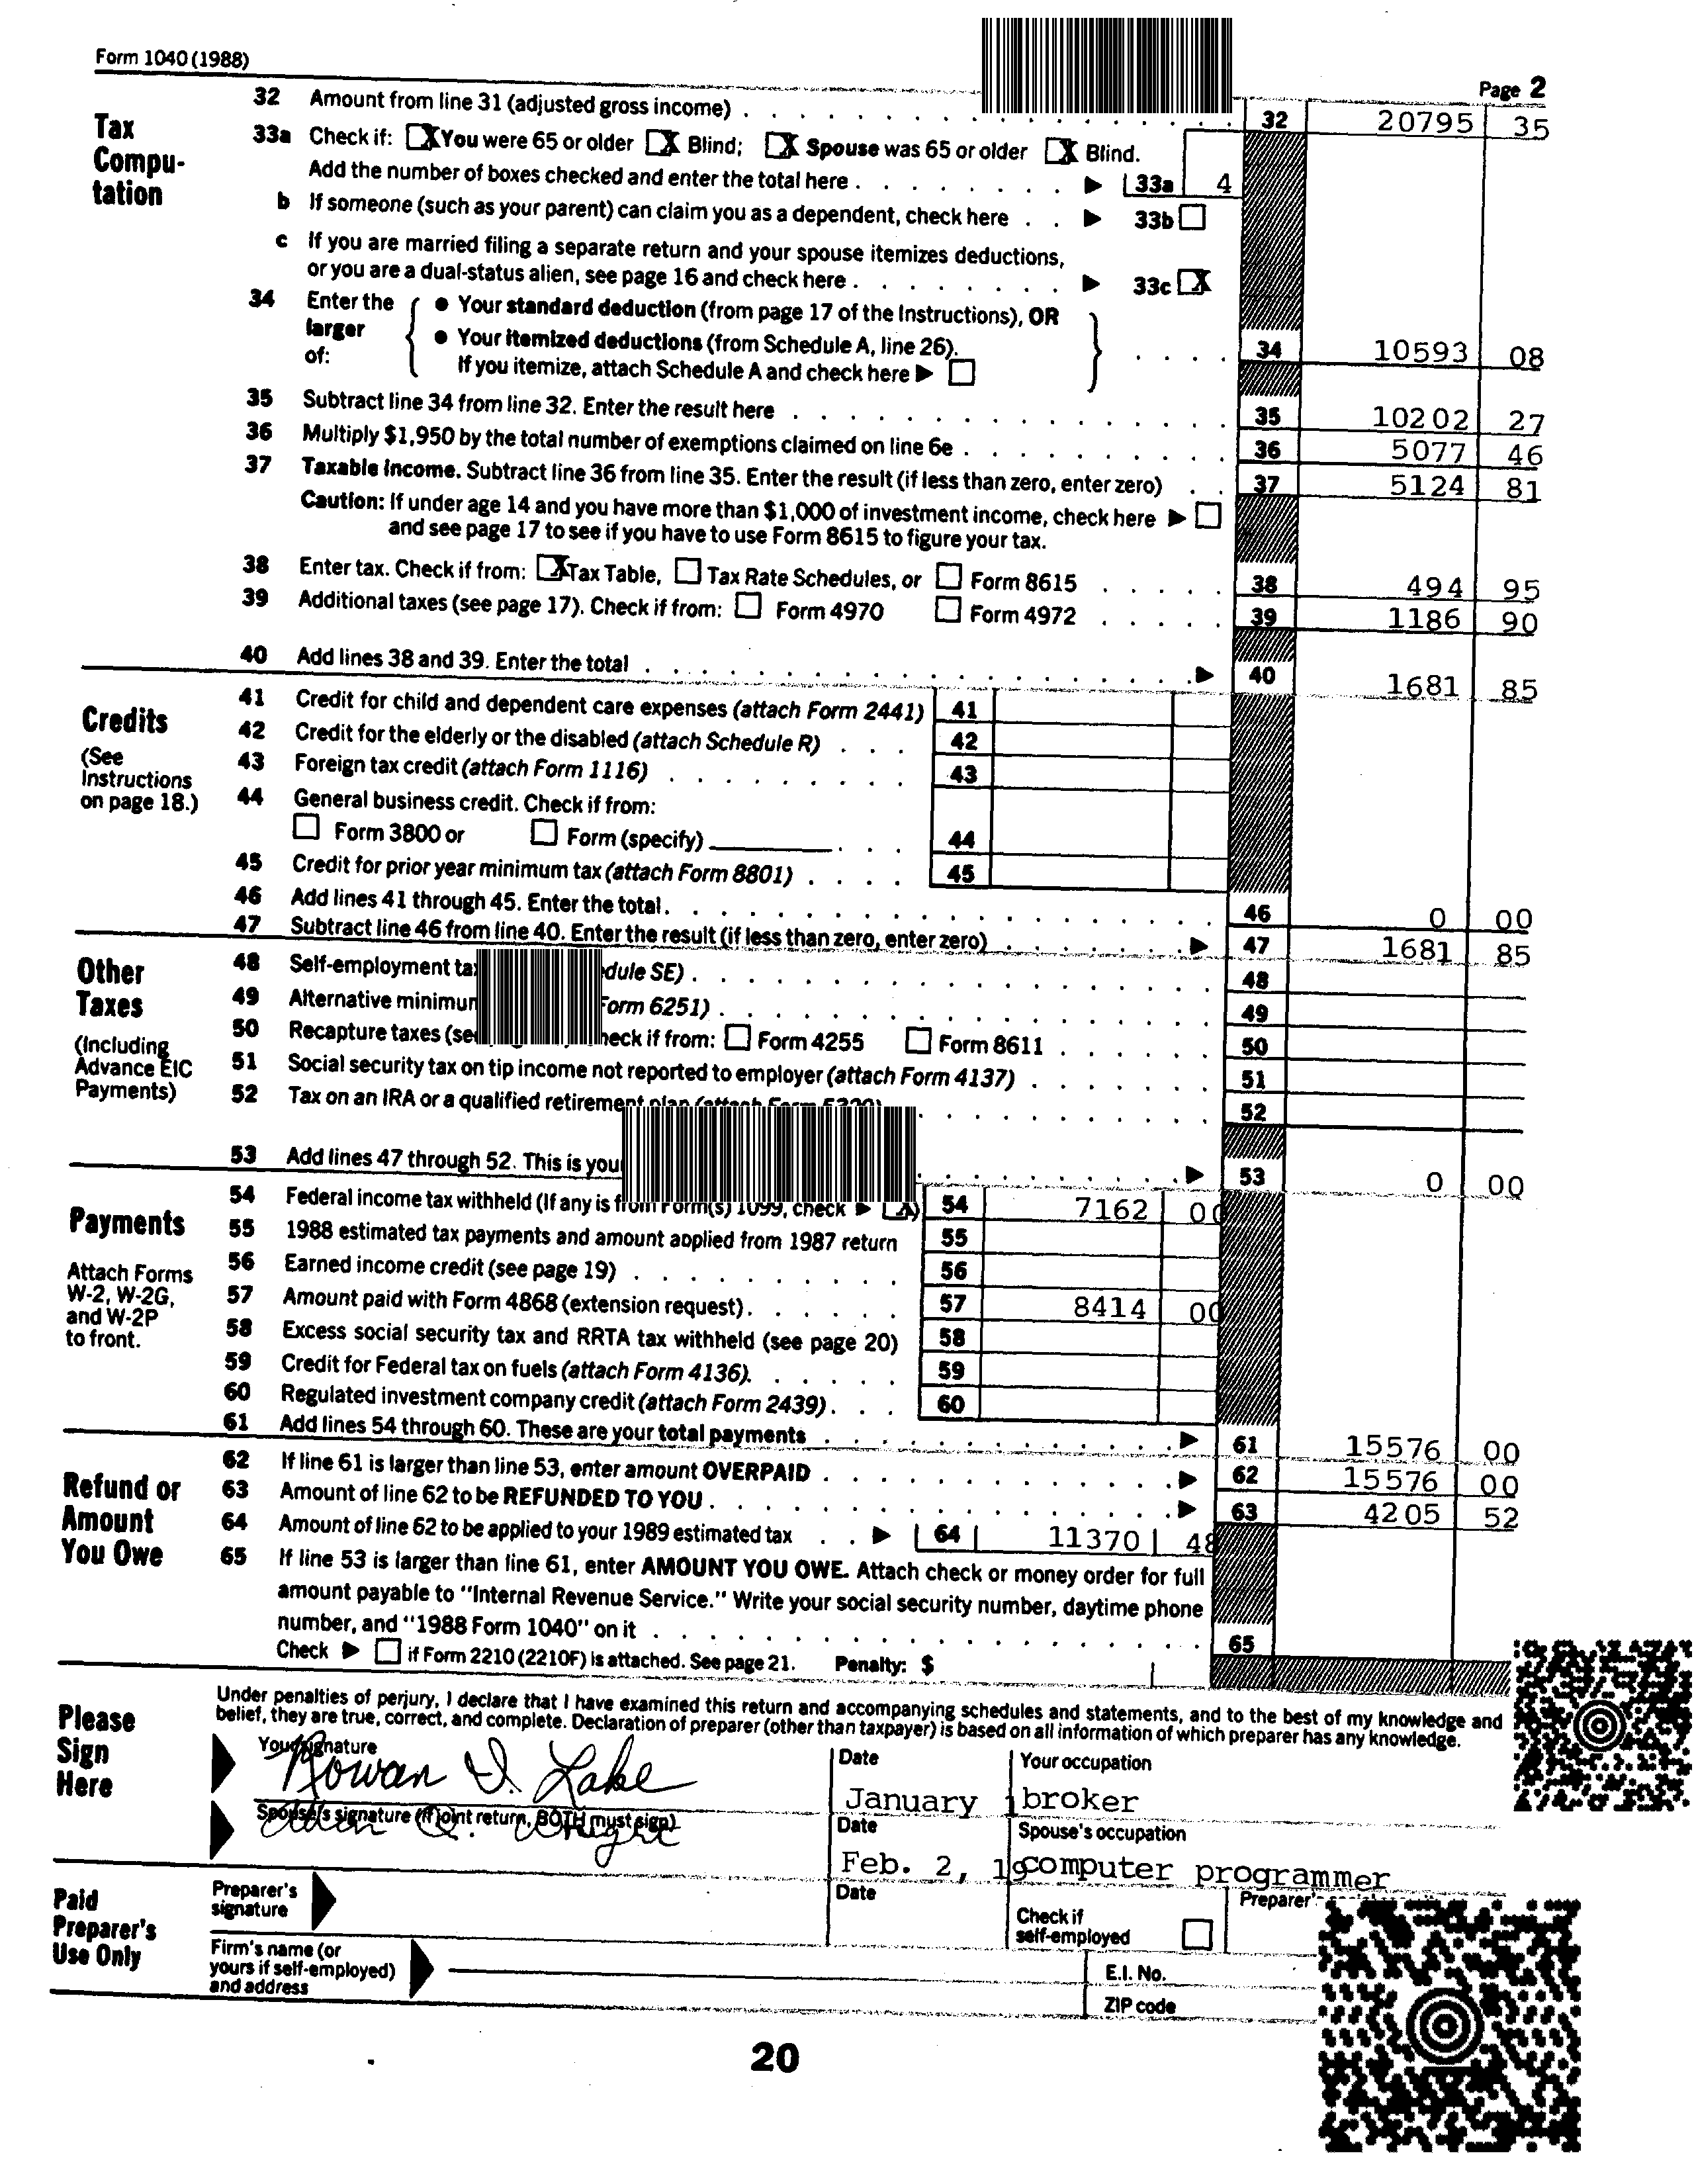 Form 1040 (1988)
Page 2
Tax Compu-tation
32 Amount from line 31 (adjusted gross income) . . . 32 20795 35
33a Check if: X You were 65 or older X Blind; X Spouse was 65 or older X Blind.
Add the number of boxes checked and enter the total here . . . ▶ 33a 4
b If someone (such as your parent) can claim you as a dependent, check here . . ▶ 33b ☐
c If you are married filing a separate return and your spouse itemizes deductions,
or you are a dual-status alien, see page 16 and check here . . . ▶ 33c X
34 Enter the larger of:
● Your standard deduction (from page 17 of the Instructions), OR
● Your itemized deductions (from Schedule A, line 26).
If you itemize, attach Schedule A and check here ▶ ☐ . . . . 34 10593 08
35 Subtract line 34 from line 32. Enter the result here . . . 35 10202 27
36 Multiply $1,950 by the total number of exemptions claimed on line 6e . . . 36 5077 46
37 Taxable income. Subtract line 36 from line 35. Enter the result (if less than zero, enter zero) . . 37 5124 81
Caution: If under age 14 and you have more than $1,000 of investment income, check here ▶ ☐
and see page 17 to see if you have to use Form 8615 to figure your tax.
38 Enter tax. Check if from: X Tax Table, ☐ Tax Rate Schedules, or ☐ Form 8615 . . . 38 494 95
39 Additional taxes (see page 17). Check if from: ☐ Form 4970 ☐ Form 4972 . . . 39 1186 90
40 Add lines 38 and 39. Enter the total . . . ▶ 40 1681 85
Credits
(See Instructions on page 18.)
41 Credit for child and dependent care expenses (attach Form 2441) 41
42 Credit for the elderly or the disabled (attach Schedule R) . . . 42
43 Foreign tax credit (attach Form 1116) . . . 43
44 General business credit. Check if from:
☐ Form 3800 or ☐ Form (specify) . . . 44
45 Credit for prior year minimum tax (attach Form 8801) . . . . 45
46 Add lines 41 through 45. Enter the total . . . 46 0 00
47 Subtract line 46 from line 40. Enter the result (if less than zero, enter zero) . . . ▶ 47 1681 85
Other Taxes
(Including Advance EIC Payments)
48 Self-employment SE) . . . 48
49 Alternative Form 6251) . . . 49
50 Recapture taxes if from: ☐ Form 4255 ☐ Form 8611 . . . 50
51 Social security tax on tip income not reported to employer (attach Form 4137) . . . 51
52 Tax on an IRA or a qualified retirement plan (attach Form 5329) . . . 52
53 Add lines 47 through 52. This is . . . ▶ 53 0 00
Payments
Attach Forms W-2, W-2G, and W-2P to front.
54 Federal income tax withheld (If any is from Form(s) 1099, check ▶ X) 54 7162 00
55 1988 estimated tax payments and amount applied from 1987 return 55
56 Earned income credit (see page 19) . . . 56
57 Amount paid with Form 4868 (extension request) . . . 57 8414 00
58 Excess social security tax and RRTA tax withheld (see page 20) 58
59 Credit for Federal tax on fuels (attach Form 4136). . . . 59
60 Regulated investment company credit (attach Form 2439) . . . 60
61 Add lines 54 through 60. These are your total payments . . . ▶ 61 15576 00
Refund or Amount You Owe
62 If line 61 is larger than line 53, enter amount OVERPAID . . . ▶ 62 15576 00
63 Amount of line 62 to be REFUNDED TO YOU . . . ▶ 63 4205 52
64 Amount of line 62 to be applied to your 1989 estimated tax . . ▶ 64 11370 48
65 If line 53 is larger than line 61, enter AMOUNT YOU OWE. Attach check or money order for full
amount payable to "Internal Revenue Service." Write your social security number, daytime phone
number, and "1988 Form 1040" on it . . . 65
Check ▶ ☐ if Form 2210 (2210F) is attached. See page 21. Penalty: $
Please Sign Here
Under penalties of perjury, I declare that I have examined this return and accompanying schedules and statements, and to the best of my knowledge and
belief, they are true, correct, and complete. Declaration of preparer (other than taxpayer) is based on all information of which preparer has any knowledge.
Your signature
Rowan I. Lake
Date
January 1
Your occupation
broker
Spouse's signature (if joint return, BOTH must sign)
Wright
Date
Feb. 2, 19
Spouse's occupation
computer programmer
Paid Preparer's Use Only
Preparer's signature
Date
Check if self-employed ☐
Preparer's
Firm's name (or yours if self-employed) and address
E.I. No.
ZIP code
20